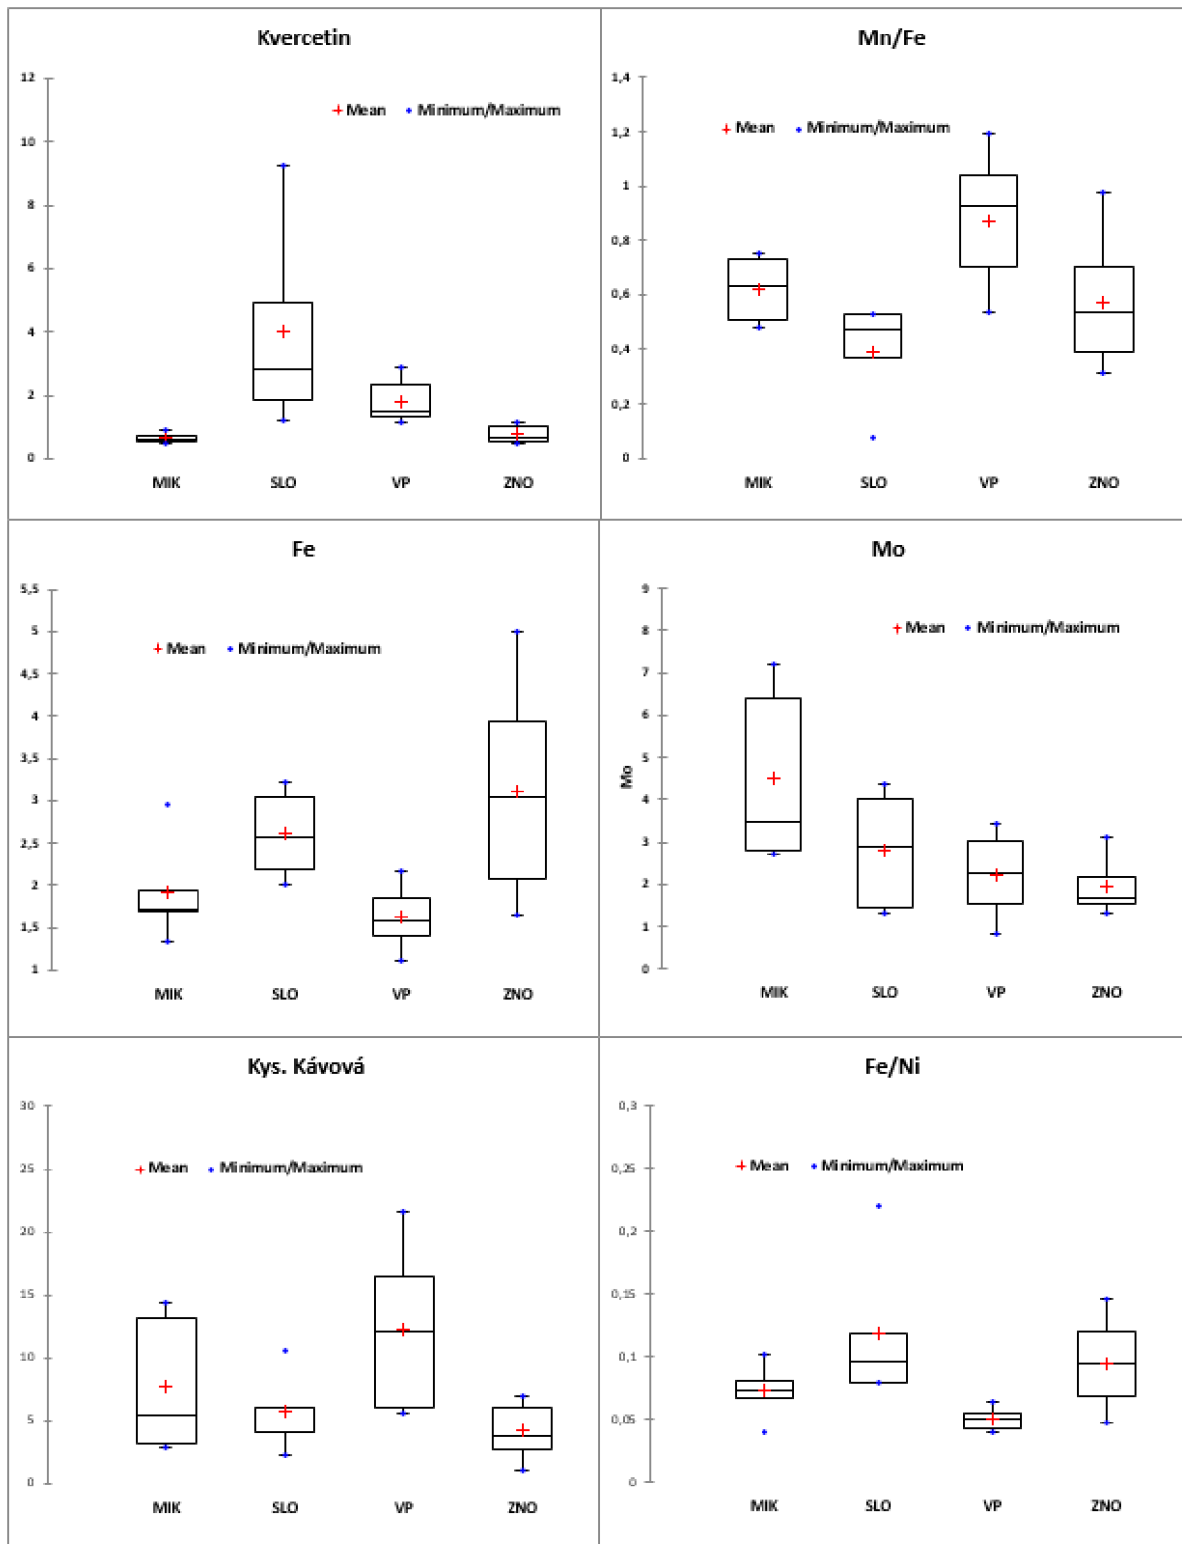 Kvercetin
12
Mean Minimum/Maximum
10
8
6
4
2
0
MIK SLO VP ZNO
Mn/Fe
1,4
1,2
Mean Minimum/Maximum
1
0,8
0,6
0,4
0,2
0
MIK SLO VP ZNO
Fe
5,5
5
Mean Minimum/Maximum
4,5
4
3,5
3
2,5
2
1,5
1
MIK SLO VP ZNO
Mo
9
Mean Minimum/Maximum
8
7
6
5
Mo
4
3
2
1
0
MIK SLO VP ZNO
Kys. Kávová
30
Mean Minimum/Maximum
25
20
15
10
5
0
MIK SLO VP ZNO
Fe/Ni
0,3
Mean Minimum/Maximum
0,25
0,2
0,15
0,1
0,05
0
MIK SLO VP ZNO